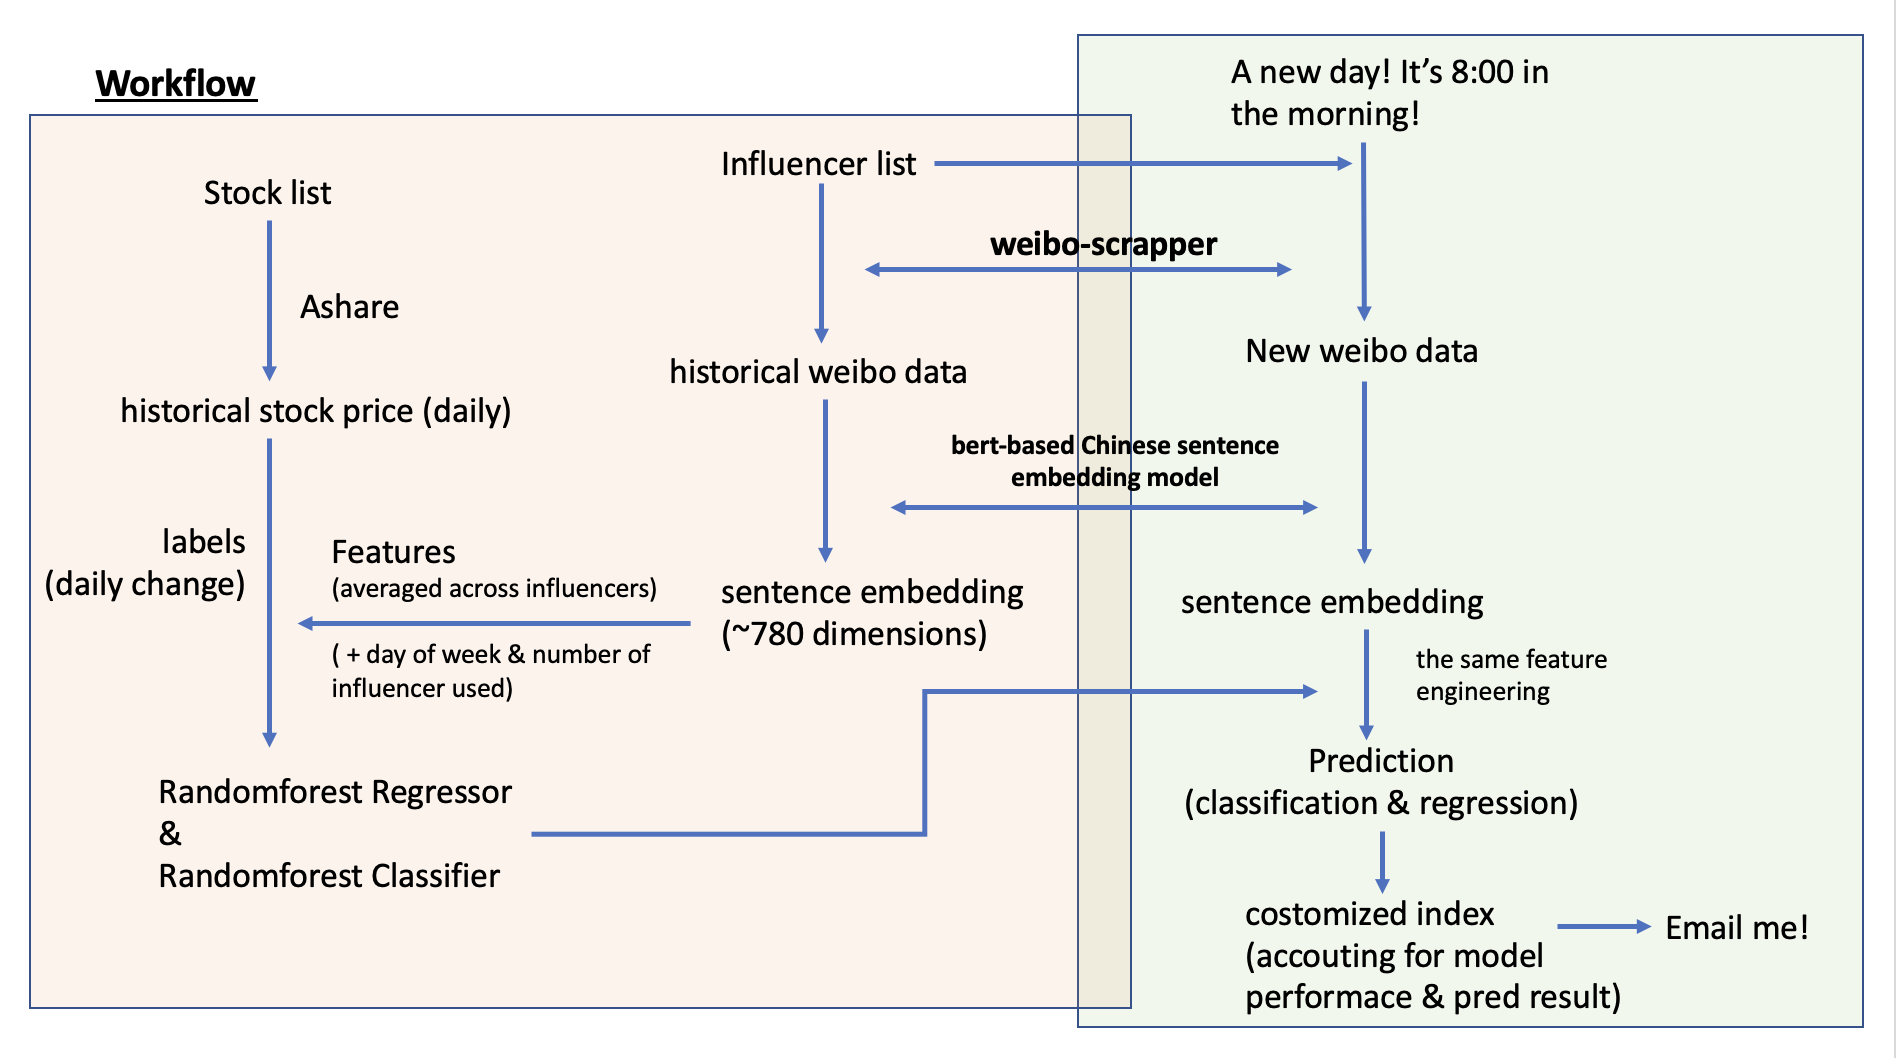 Workflow
Stock list
Ashare
historical stock price (daily)
labels
(daily change)
Features
(averaged across influencers)
( + day of week & number of
influencer used)
Randomforest Regressor
&
Randomforest Classifier
Influencer list
historical weibo data
sentence embedding
(~780 dimensions)
weibo-scrapper
bert-based Chinese sentence
embedding model
A new day! It’s 8:00 in
the morning!
New weibo data
sentence embedding
the same feature
engineering
Prediction
(classification & regression)
costomized index
(accouting for model
performace & pred result)
Email me!